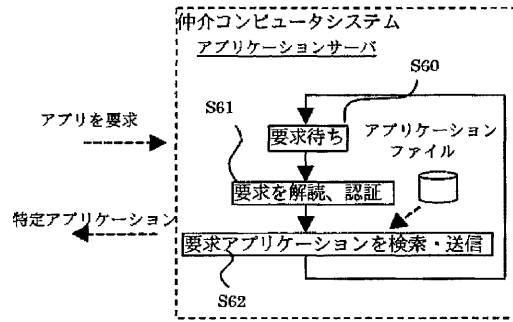 仲介コンピュータシステム
アプリケーションサーバ
S60
S61
アプリを要求
要求待ち
アプリケーション
ファイル
要求を解読、認証
特定アプリケーション
要求アプリケーションを検索・送信
S62